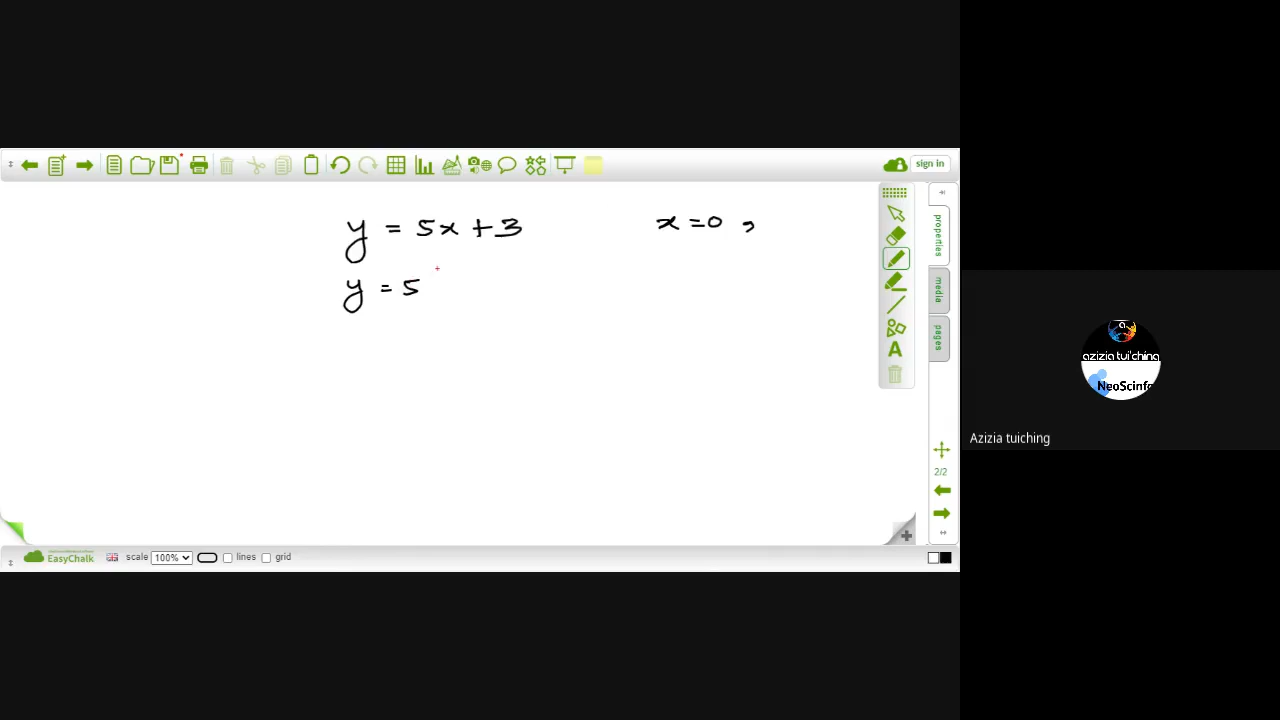 sign in
y = 5x + 3
x = 0 ,
y = 5
properties
media
pages
A
2/2
EasyChalk
scale
100%
lines
grid
azizia tui'ching
NeoScinfo
Azizia tuiching